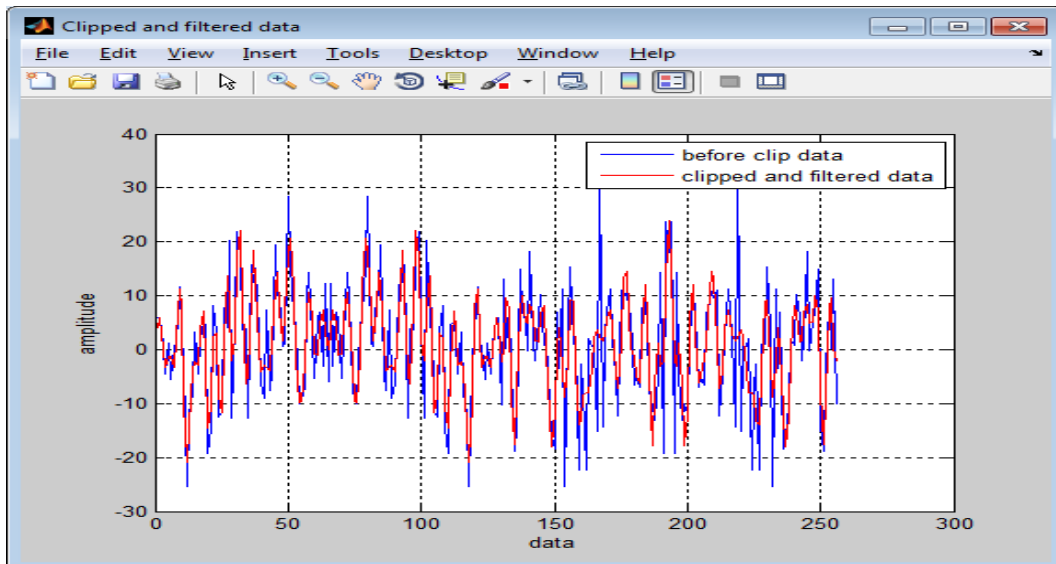 Clipped and filtered data
File Edit View Insert Tools Desktop Window Help
before clip data
clipped and filtered data
40
30
20
10
0
-10
-20
-30
0 50 100 150 200 250 300
amplitude
data